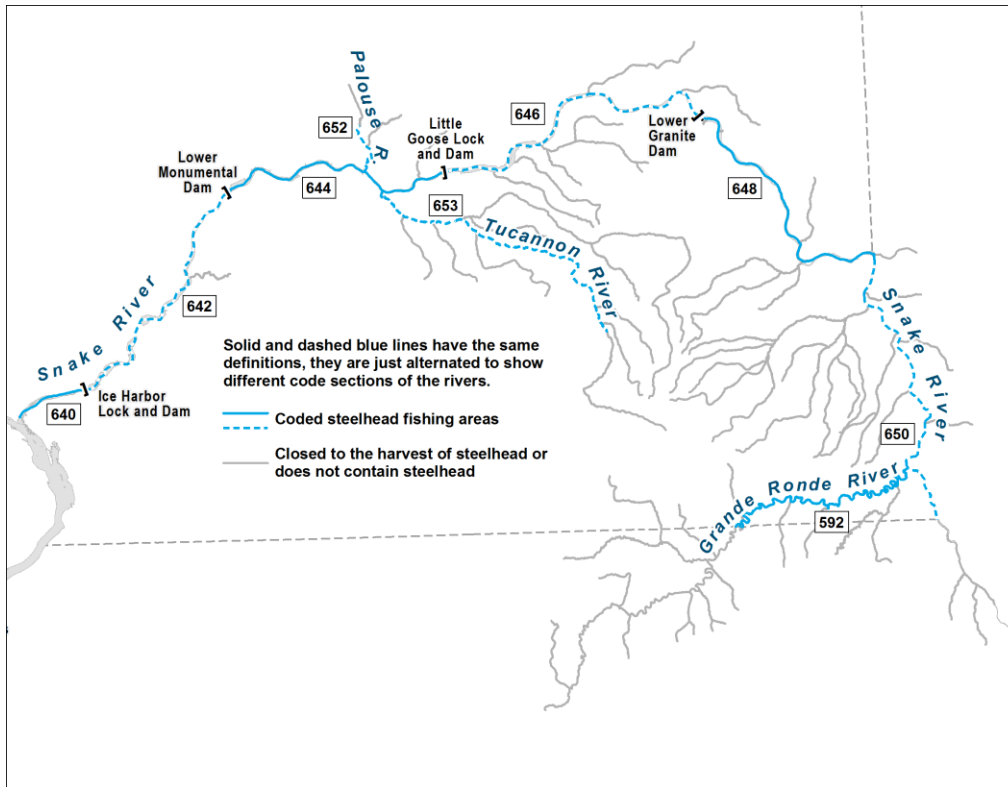 Palouse R.
652
Little
Goose Lock
and Dam
646
Lower
Granite
Dam
Lower
Monumental
Dam
644
653
648
Tucannon River
Snake River
642
Snake River
Solid and dashed blue lines have the same
definitions, they are just alternated to show
different code sections of the rivers.
Ice Harbor
Lock and Dam
640
Coded steelhead fishing areas
Closed to the harvest of steelhead or
does not contain steelhead
650
Grande Ronde River
592